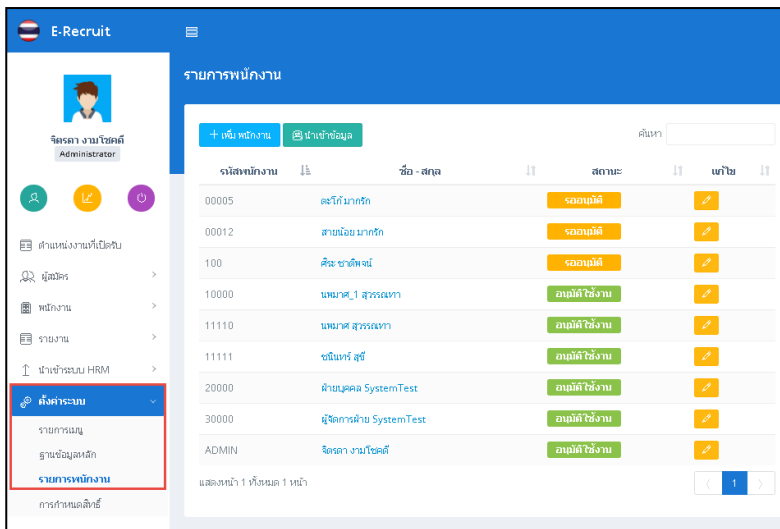 E-Recruit
รายการพนักงาน
จิตรดา งามโชคดี
Administrator
ตำแหน่งงานที่เปิดรับ
ผู้สมัคร
พนักงาน
รายงาน
นำเข้าระบบ HRM
ตั้งค่าระบบ
รายการเมนู
ฐานข้อมูลหลัก
รายการพนักงาน
การกำหนดสิทธิ์
+ เพิ่ม พนักงาน นำเข้าข้อมูล ค้นหา
รหัสพนักงาน ชื่อ - สกุล สถานะ แก้ไข
00005 ตะโก้ มากรัก รออนุมัติ
00012 สายน้อย มากรัก รออนุมัติ
100 ศิระ ชาติพจน์ รออนุมัติ
10000 นพมาศ_1 สุวรรณทา อนุมัติใช้งาน
11110 นพมาศ สุวรรณทา อนุมัติใช้งาน
11111 ชนินทร์ สุขี อนุมัติใช้งาน
20000 ฝ่ายบุคคล SystemTest อนุมัติใช้งาน
30000 ผู้จัดการฝ่าย SystemTest อนุมัติใช้งาน
ADMIN จิตรดา งามโชคดี อนุมัติใช้งาน
แสดงหน้า 1 ทั้งหมด 1 หน้า 1